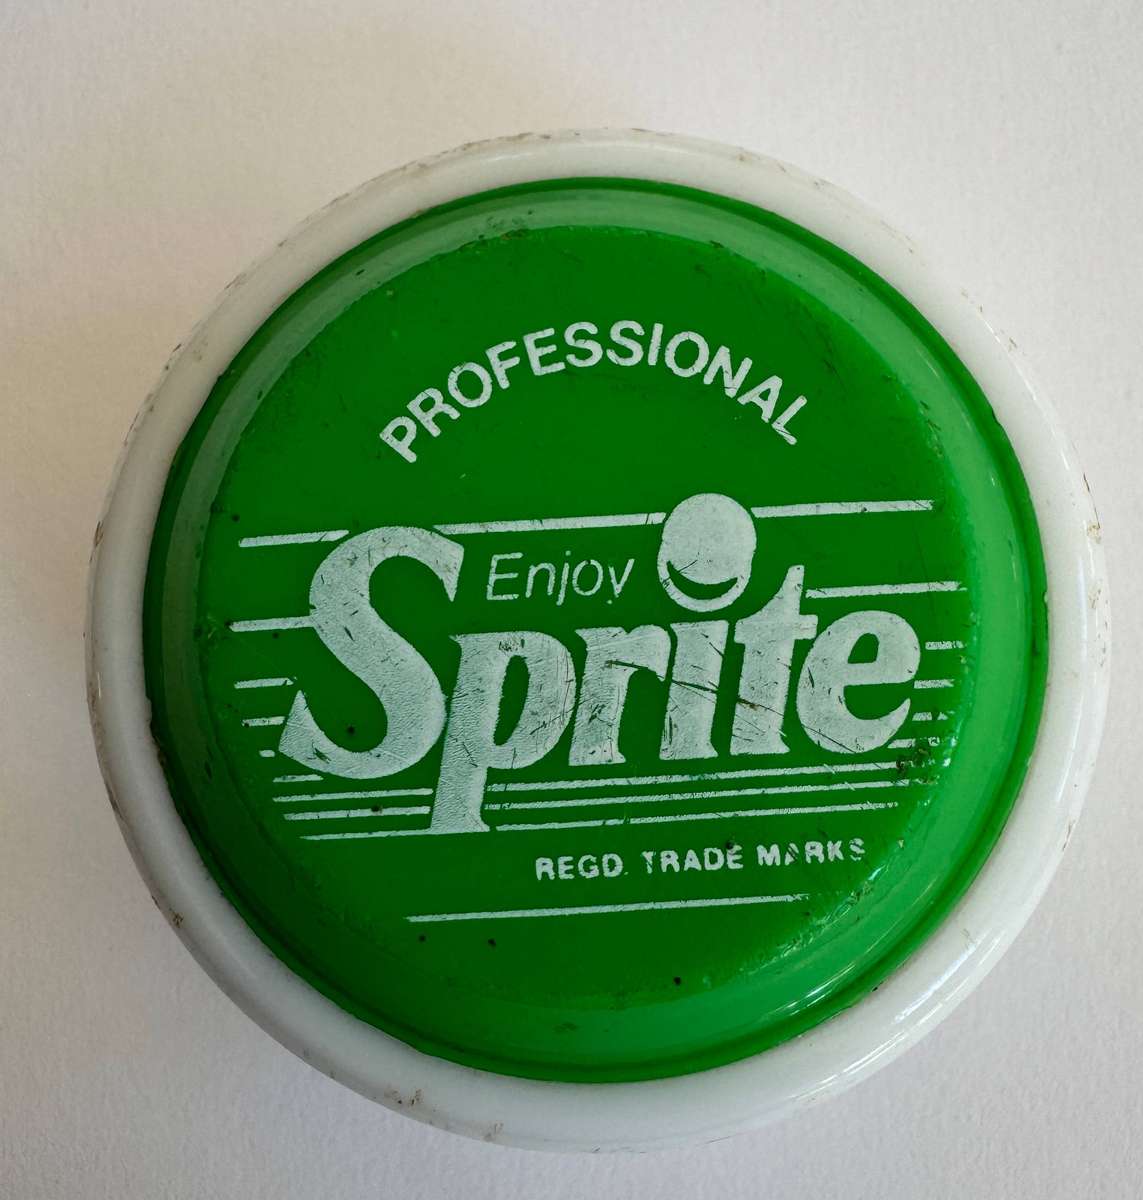 PROFESSIONAL
Enjoy
Sprite
REGD. TRADE MARKS